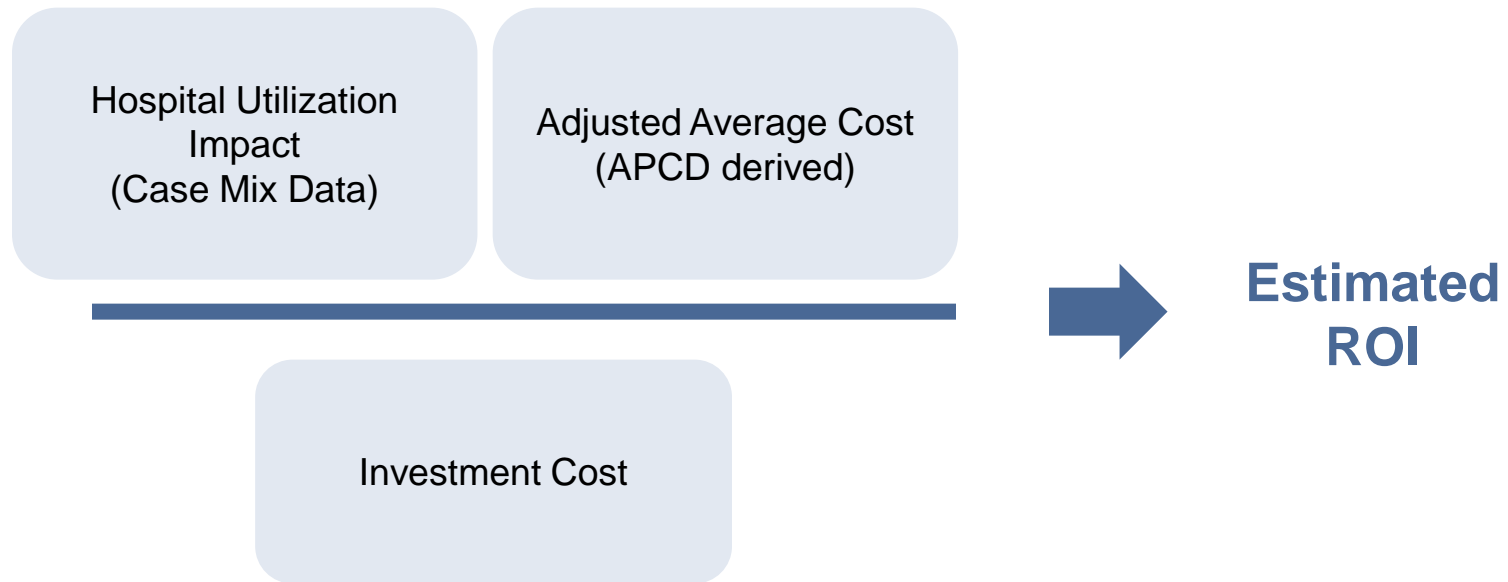 Hospital Utilization
Impact
(Case Mix Data)
Adjusted Average Cost
(APCD derived)
Estimated
ROI
Investment Cost